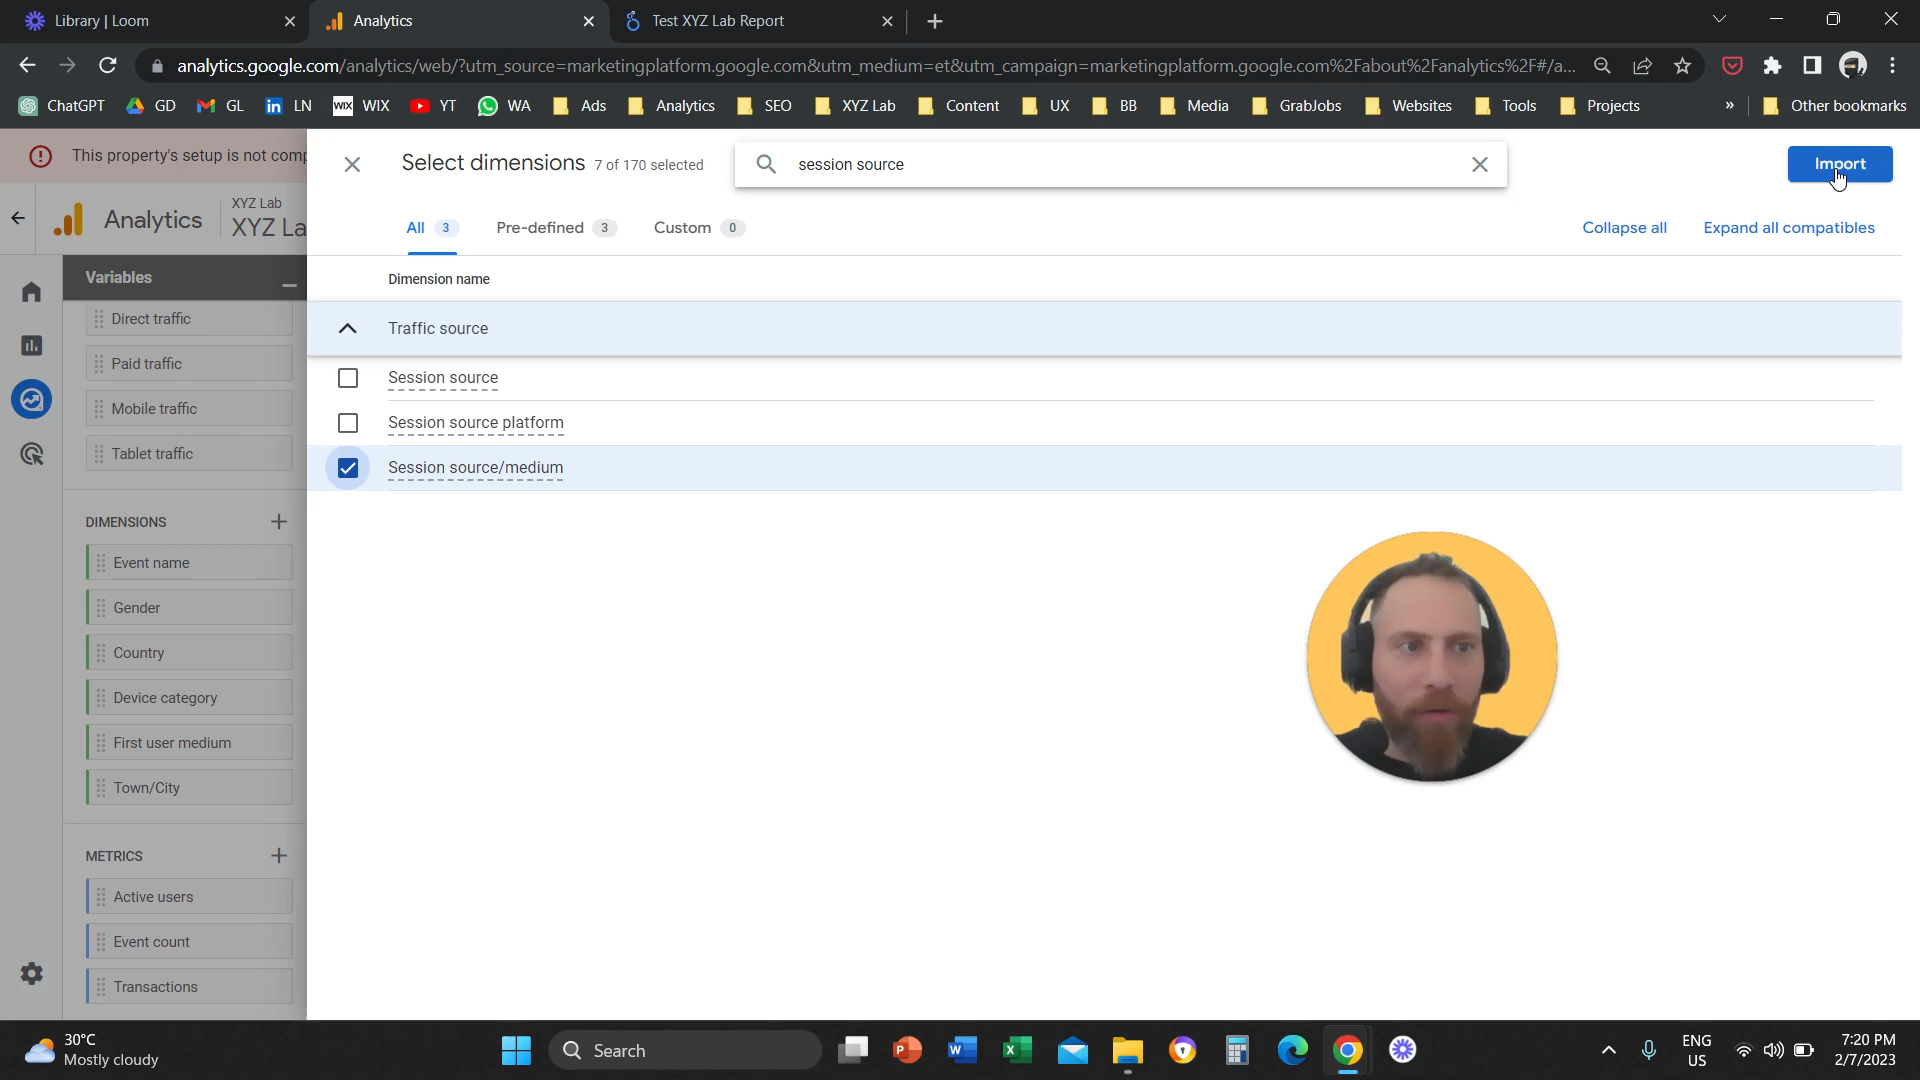 Library | Loom
Analytics
Test XYZ Lab Report
analytics.google.com/analytics/web/?utm_source=marketingplatform.google.com&utm_medium=et&utm_campaign=marketingplatform.google.com%2Fabout%2Fanalytics%2F#/a...
ChatGPT
GD
GL
LN
WIX
WIX
YT
WA
Ads
Analytics
SEO
XYZ Lab
Content
UX
BB
Media
GrabJobs
Websites
Tools
Projects
»
Other bookmarks
This property's setup is not comp
Select dimensions
7 of 170 selected
session source
Import
Analytics
XYZ Lab
XYZ La
All 3
Pre-defined 3
Custom 0
Collapse all
Expand all compatibles
Variables
Dimension name
Direct traffic
Traffic source
Paid traffic
Session source
Mobile traffic
Session source platform
Tablet traffic
Session source/medium
DIMENSIONS
Event name
Gender
Country
Device category
First user medium
Town/City
METRICS
Active users
Event count
Transactions
30°C
Mostly cloudy
Search
ENG
US
7:20 PM
2/7/2023